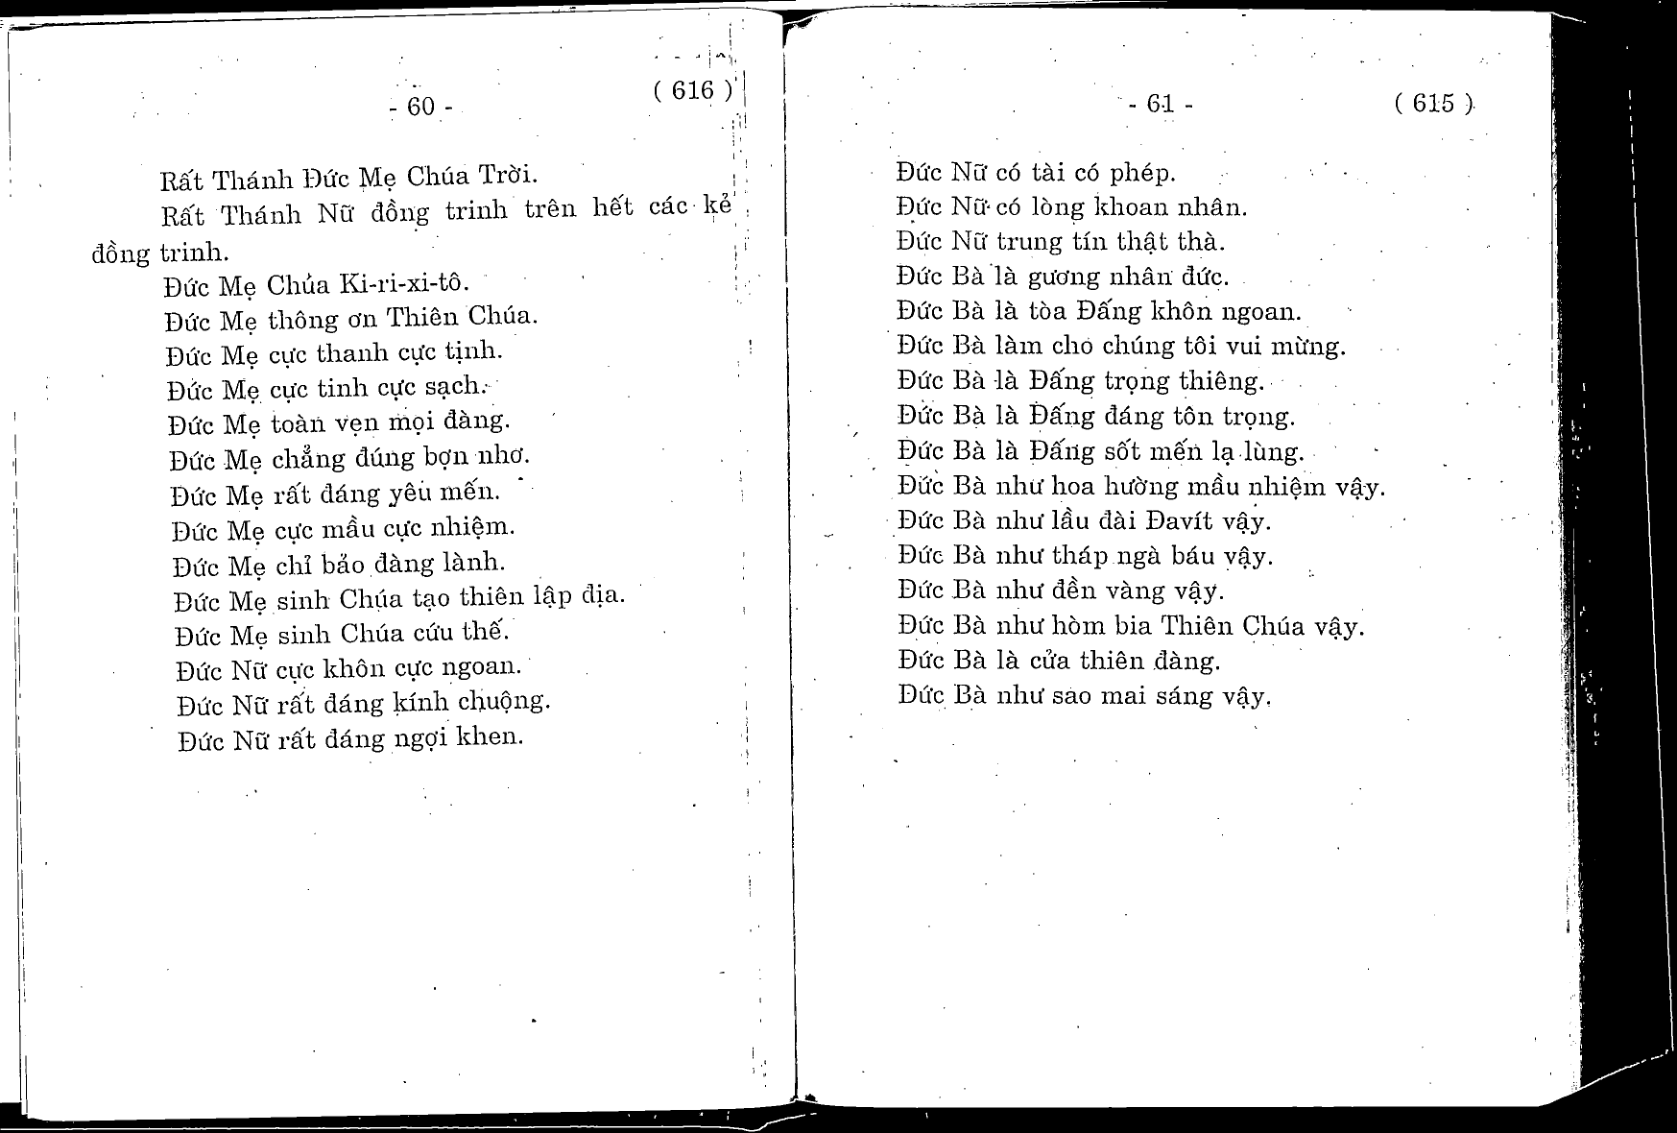 - 60 -
( 616 )
Rất Thánh Đức Mẹ Chúa Trời.
Rất Thánh Nữ đồng trinh trên hết các kẻ
đồng trinh.
Đức Mẹ Chúa Ki-ri-xi-tô.
Đức Mẹ thông ơn Thiên Chúa.
Đức Mẹ cực thanh cực tịnh.
Đức Mẹ cực tinh cực sạch.
Đức Mẹ toàn vẹn mọi đàng.
Đức Mẹ chẳng đúng bợn nhơ.
Đức Mẹ rất đáng yêu mến.
Đức Mẹ cực mầu cực nhiệm.
Đức Mẹ chỉ bảo đàng lành.
Đức Mẹ sinh Chúa tạo thiên lập địa.
Đức Mẹ sinh Chúa cứu thế.
Đức Nữ cực khôn cực ngoan.
Đức Nữ rất đáng kính chuộng.
Đức Nữ rất đáng ngợi khen.
- 61 -
( 615 )
Đức Nữ có tài có phép.
Đức Nữ có lòng khoan nhân.
Đức Nữ trung tín thật thà.
Đức Bà là gương nhân đức.
Đức Bà là tòa Đấng khôn ngoan.
Đức Bà làm cho chúng tôi vui mừng.
Đức Bà là Đấng trọng thiêng.
Đức Bà là Đấng đáng tôn trọng.
Đức Bà là Đấng sốt mến lạ lùng.
Đức Bà như hoa hường mầu nhiệm vậy.
Đức Bà như lầu đài Đavít vậy.
Đức Bà như tháp ngà báu vậy.
Đức Bà như đền vàng vậy.
Đức Bà như hòm bia Thiên Chúa vậy.
Đức Bà là cửa thiên đàng.
Đức Bà như sao mai sáng vậy.